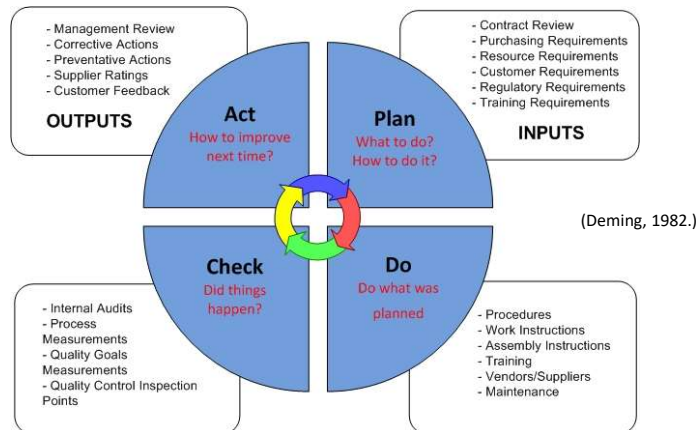 - Management Review
- Corrective Actions
- Preventative Actions
- Supplier Ratings
- Customer Feedback
OUTPUTS
- Contract Review
- Purchasing Requirements
- Resource Requirements
- Customer Requirements
- Regulatory Requirements
- Training Requirements
INPUTS
Act
How to improve
next time?
Plan
What to do?
How to do it?
(Deming, 1982.)
Check
Did things
happen?
Do
Do what was
planned
- Internal Audits
- Process
Measurements
- Quality Goals
Measurements
- Quality Control Inspection
Points
- Procedures
- Work Instructions
- Assembly Instructions
- Training
- Vendors/Suppliers
- Maintenance